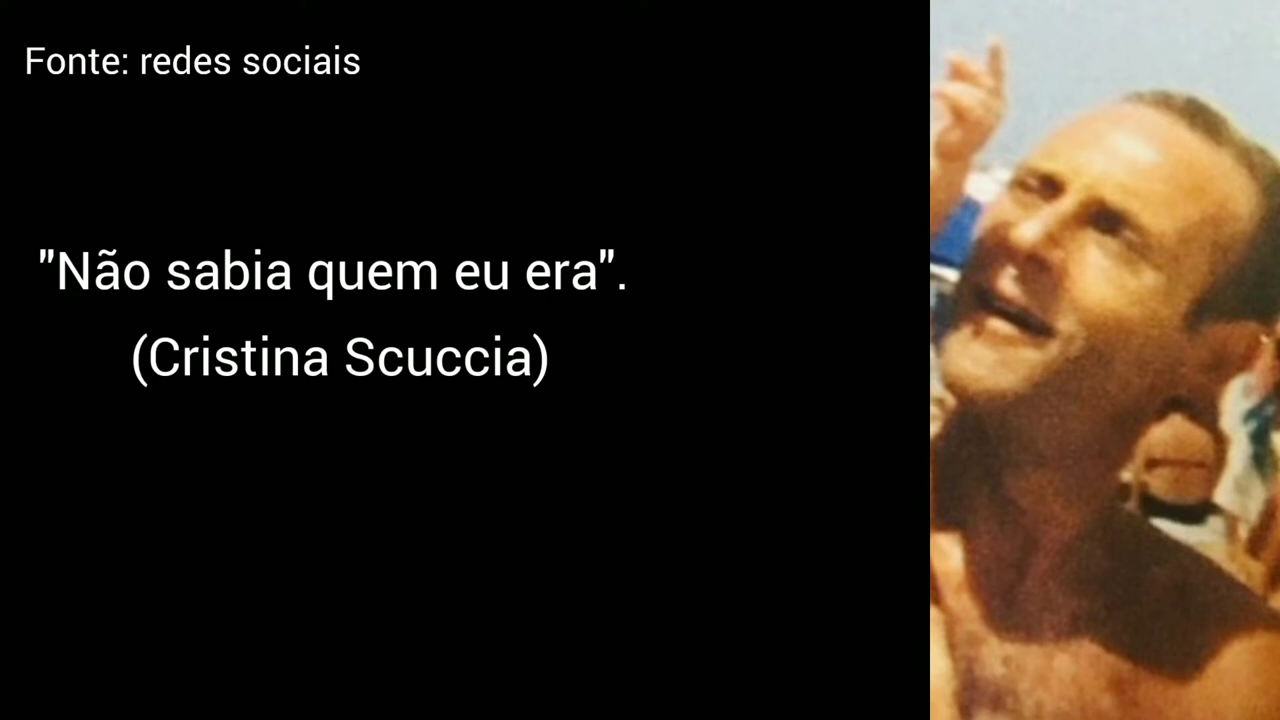 Fonte: redes sociais
"Não sabia quem eu era".
(Cristina Scuccia)